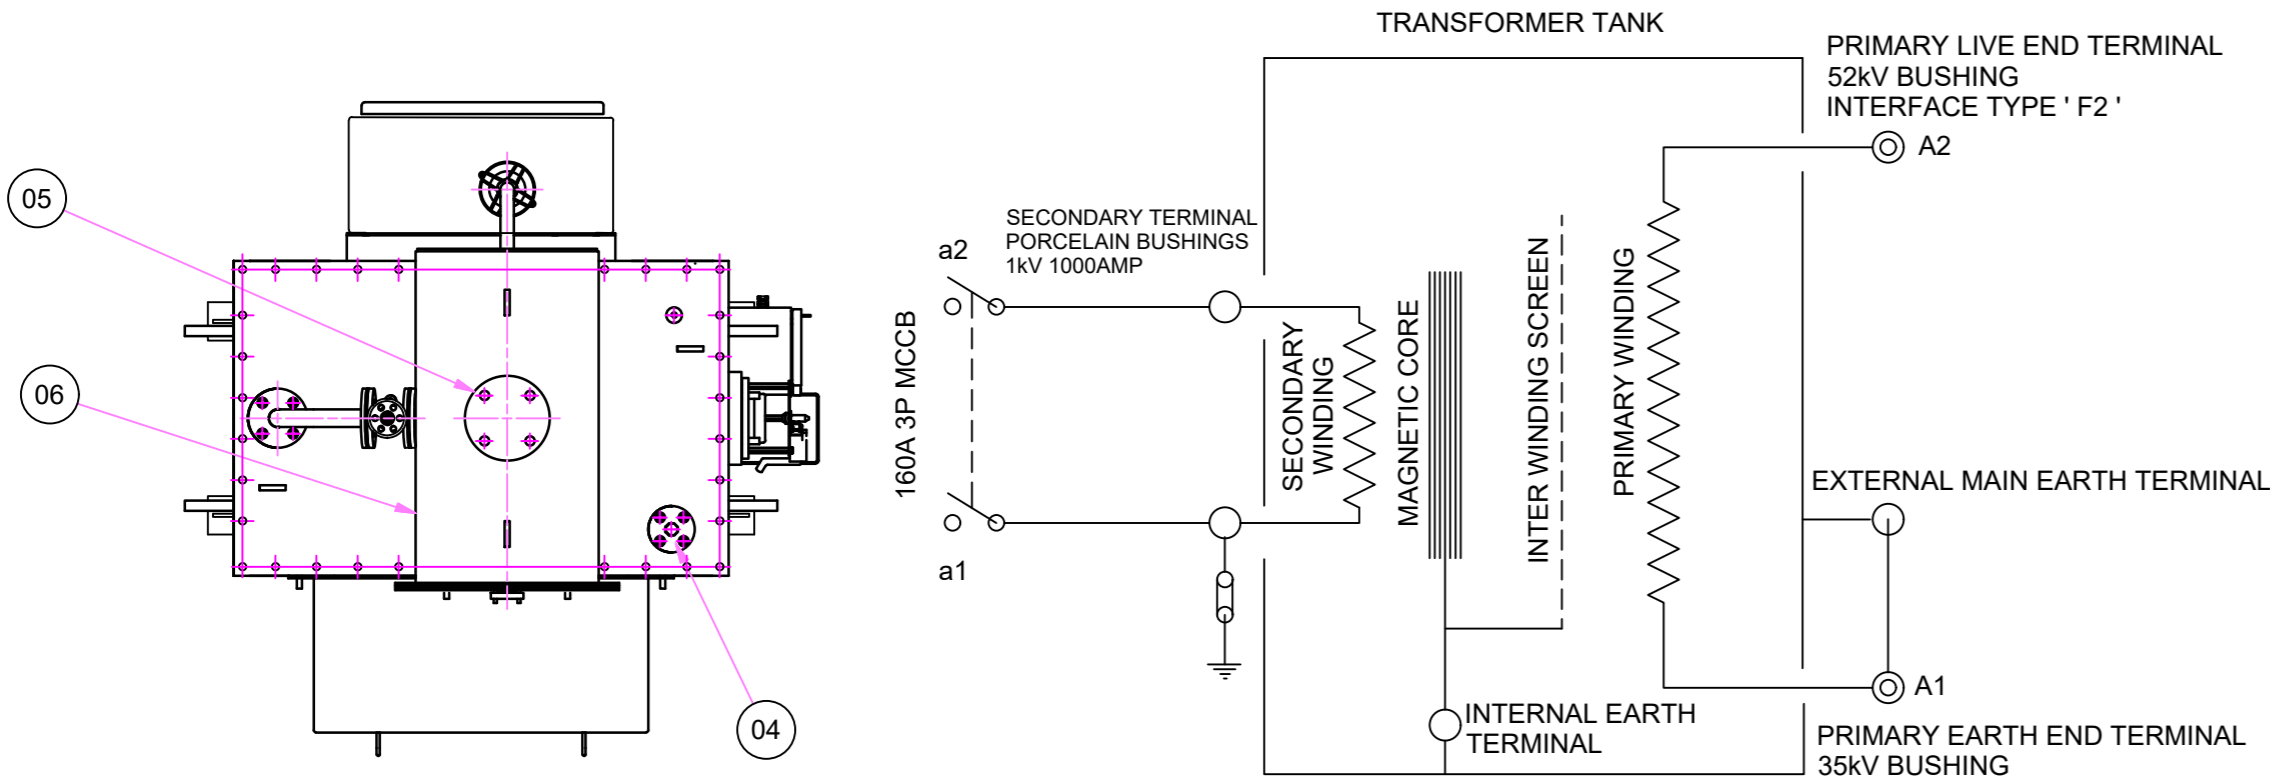 TRANSFORMER TANK
PRIMARY LIVE END TERMINAL
52kV BUSHING
INTERFACE TYPE ' F2 '
A2
05
SECONDARY TERMINAL
PORCELAIN BUSHINGS
1kV 1000AMP
a2
06
160A 3P MCCB
SECONDARY
WINDING
MAGNETIC CORE
INTER WINDING SCREEN
PRIMARY WINDING
EXTERNAL MAIN EARTH TERMINAL
a1
A1
04
INTERNAL EARTH
TERMINAL
PRIMARY EARTH END TERMINAL
35kV BUSHING